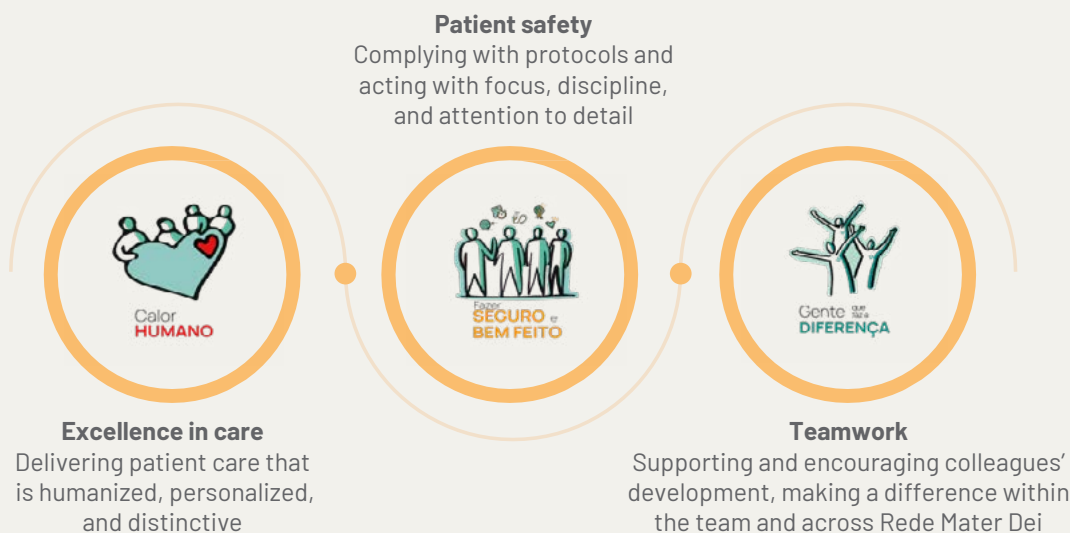 Patient safety
Complying with protocols and
acting with focus, discipline,
and attention to detail
Calor
HUMANO
Fazer
SEGURO e
BEM FEITO
Gente que faz a
DIFERENÇA
Excellence in care
Delivering patient care that
is humanized, personalized,
and distinctive
Teamwork
Supporting and encouraging colleagues’
development, making a difference within
the team and across Rede Mater Dei